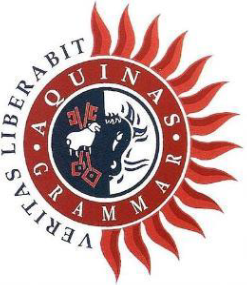 VERITAS LIBERABIT
· AQUINAS ·
GRAMMAR